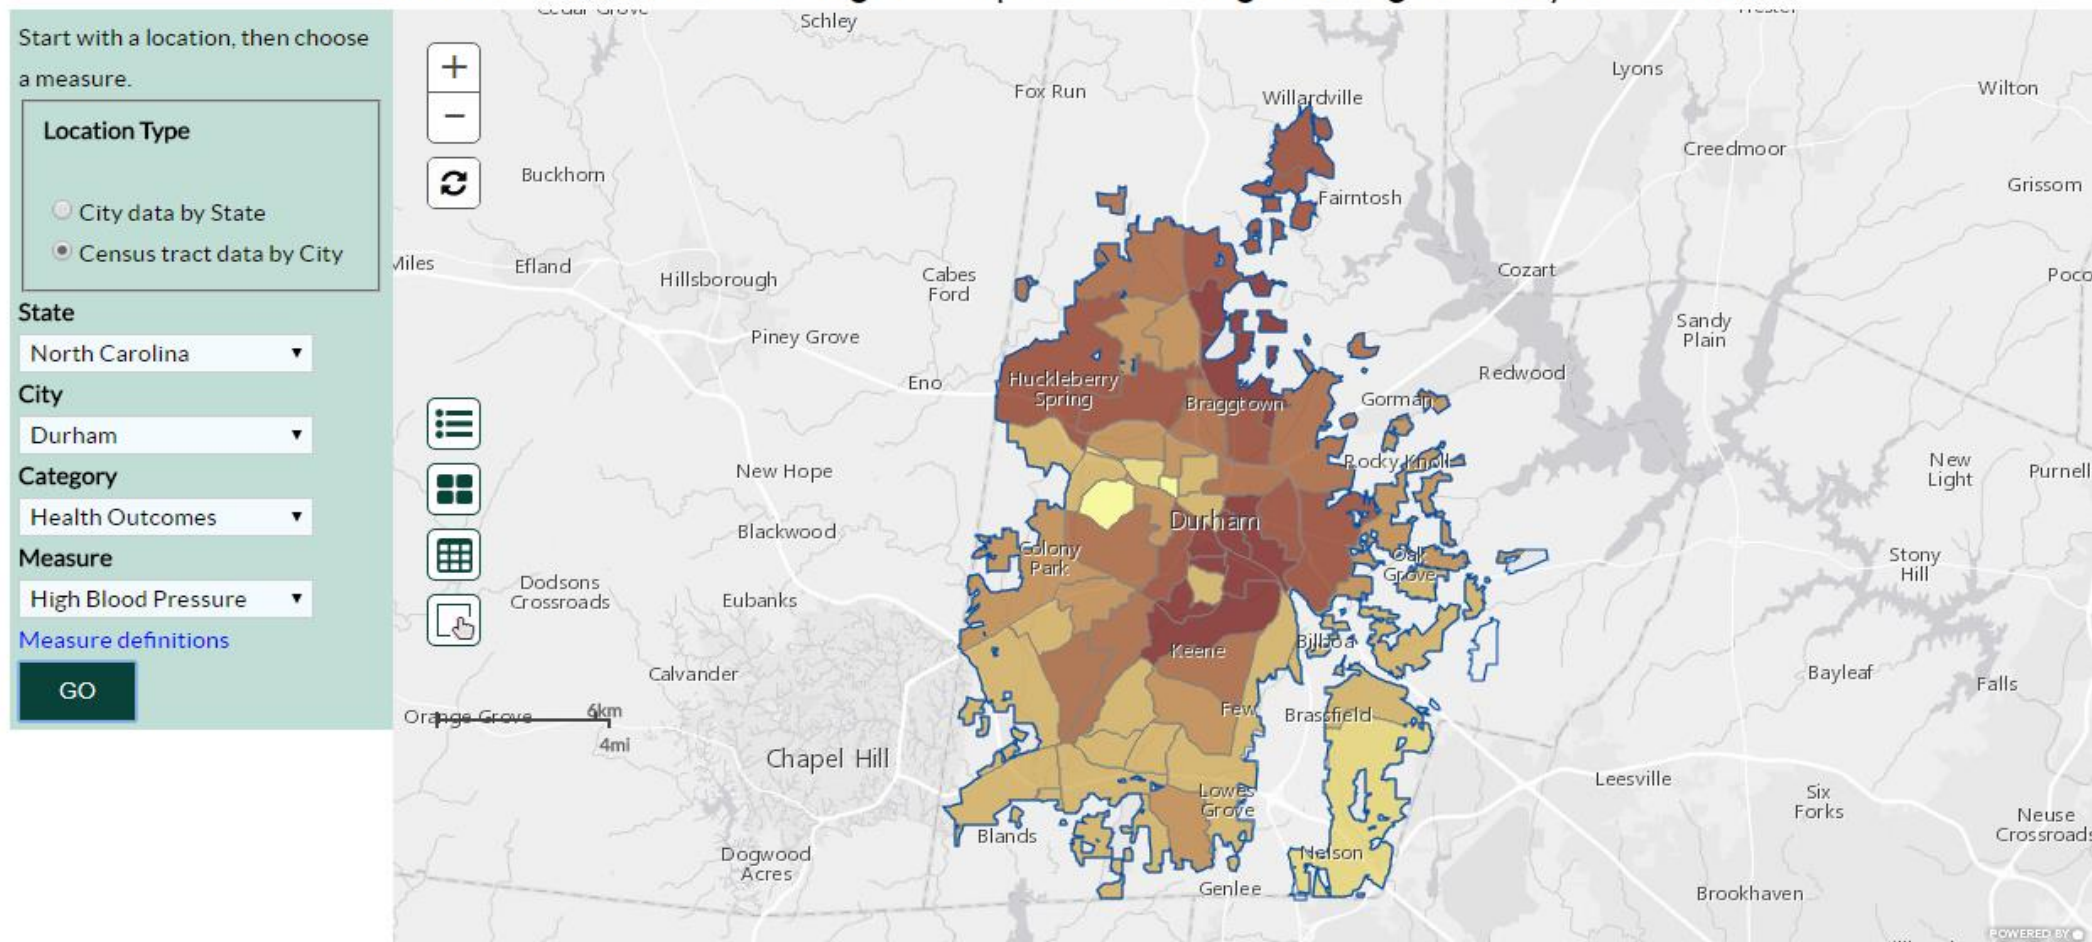 Start with a location, then choose
a measure.
Location Type
City data by State
Census tract data by City
State
North Carolina
City
Durham
Category
Health Outcomes
Measure
High Blood Pressure
Measure definitions
GO
+
−
Schley
Fox Run
Willardville
Lyons
Wilton
Creedmoor
Buckhorn
Grissom
Fairntosh
Miles
Efland
Hillsborough
Cabes
Ford
Cozart
Poco
Piney Grove
Sandy
Plain
Eno
Huckleberry
Spring
Braggtown
Gorman
Redwood
New Hope
Rocky Knoll
New
Light
Purnell
Blackwood
Durham
Colony
Park
Oak
Grove
Stony
Hill
Dodsons
Crossroads
Eubanks
Keene
Bilboa
Calvander
Bayleaf
Falls
Orange Grove
6km
4mi
Few
Brassfield
Chapel Hill
Leesville
Lowes
Grove
Six
Forks
Neuse
Crossroads
Blands
Dogwood
Acres
Nelson
Genlee
Brookhaven
POWERED BY